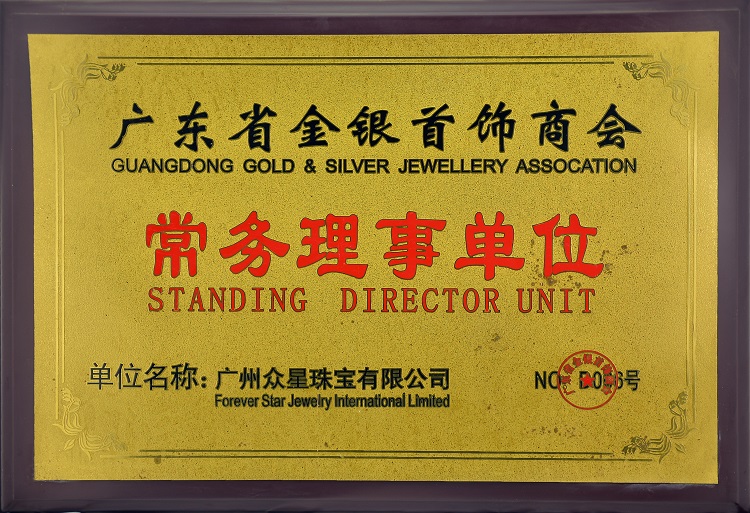 广东省金银首饰商会
GUANGDONG GOLD & SILVER JEWELLERY ASSOCATION
常务理事单位
STANDING DIRECTOR UNIT
单位名称：广州众星珠宝有限公司
Forever Star Jewelry International Limited
NO 号